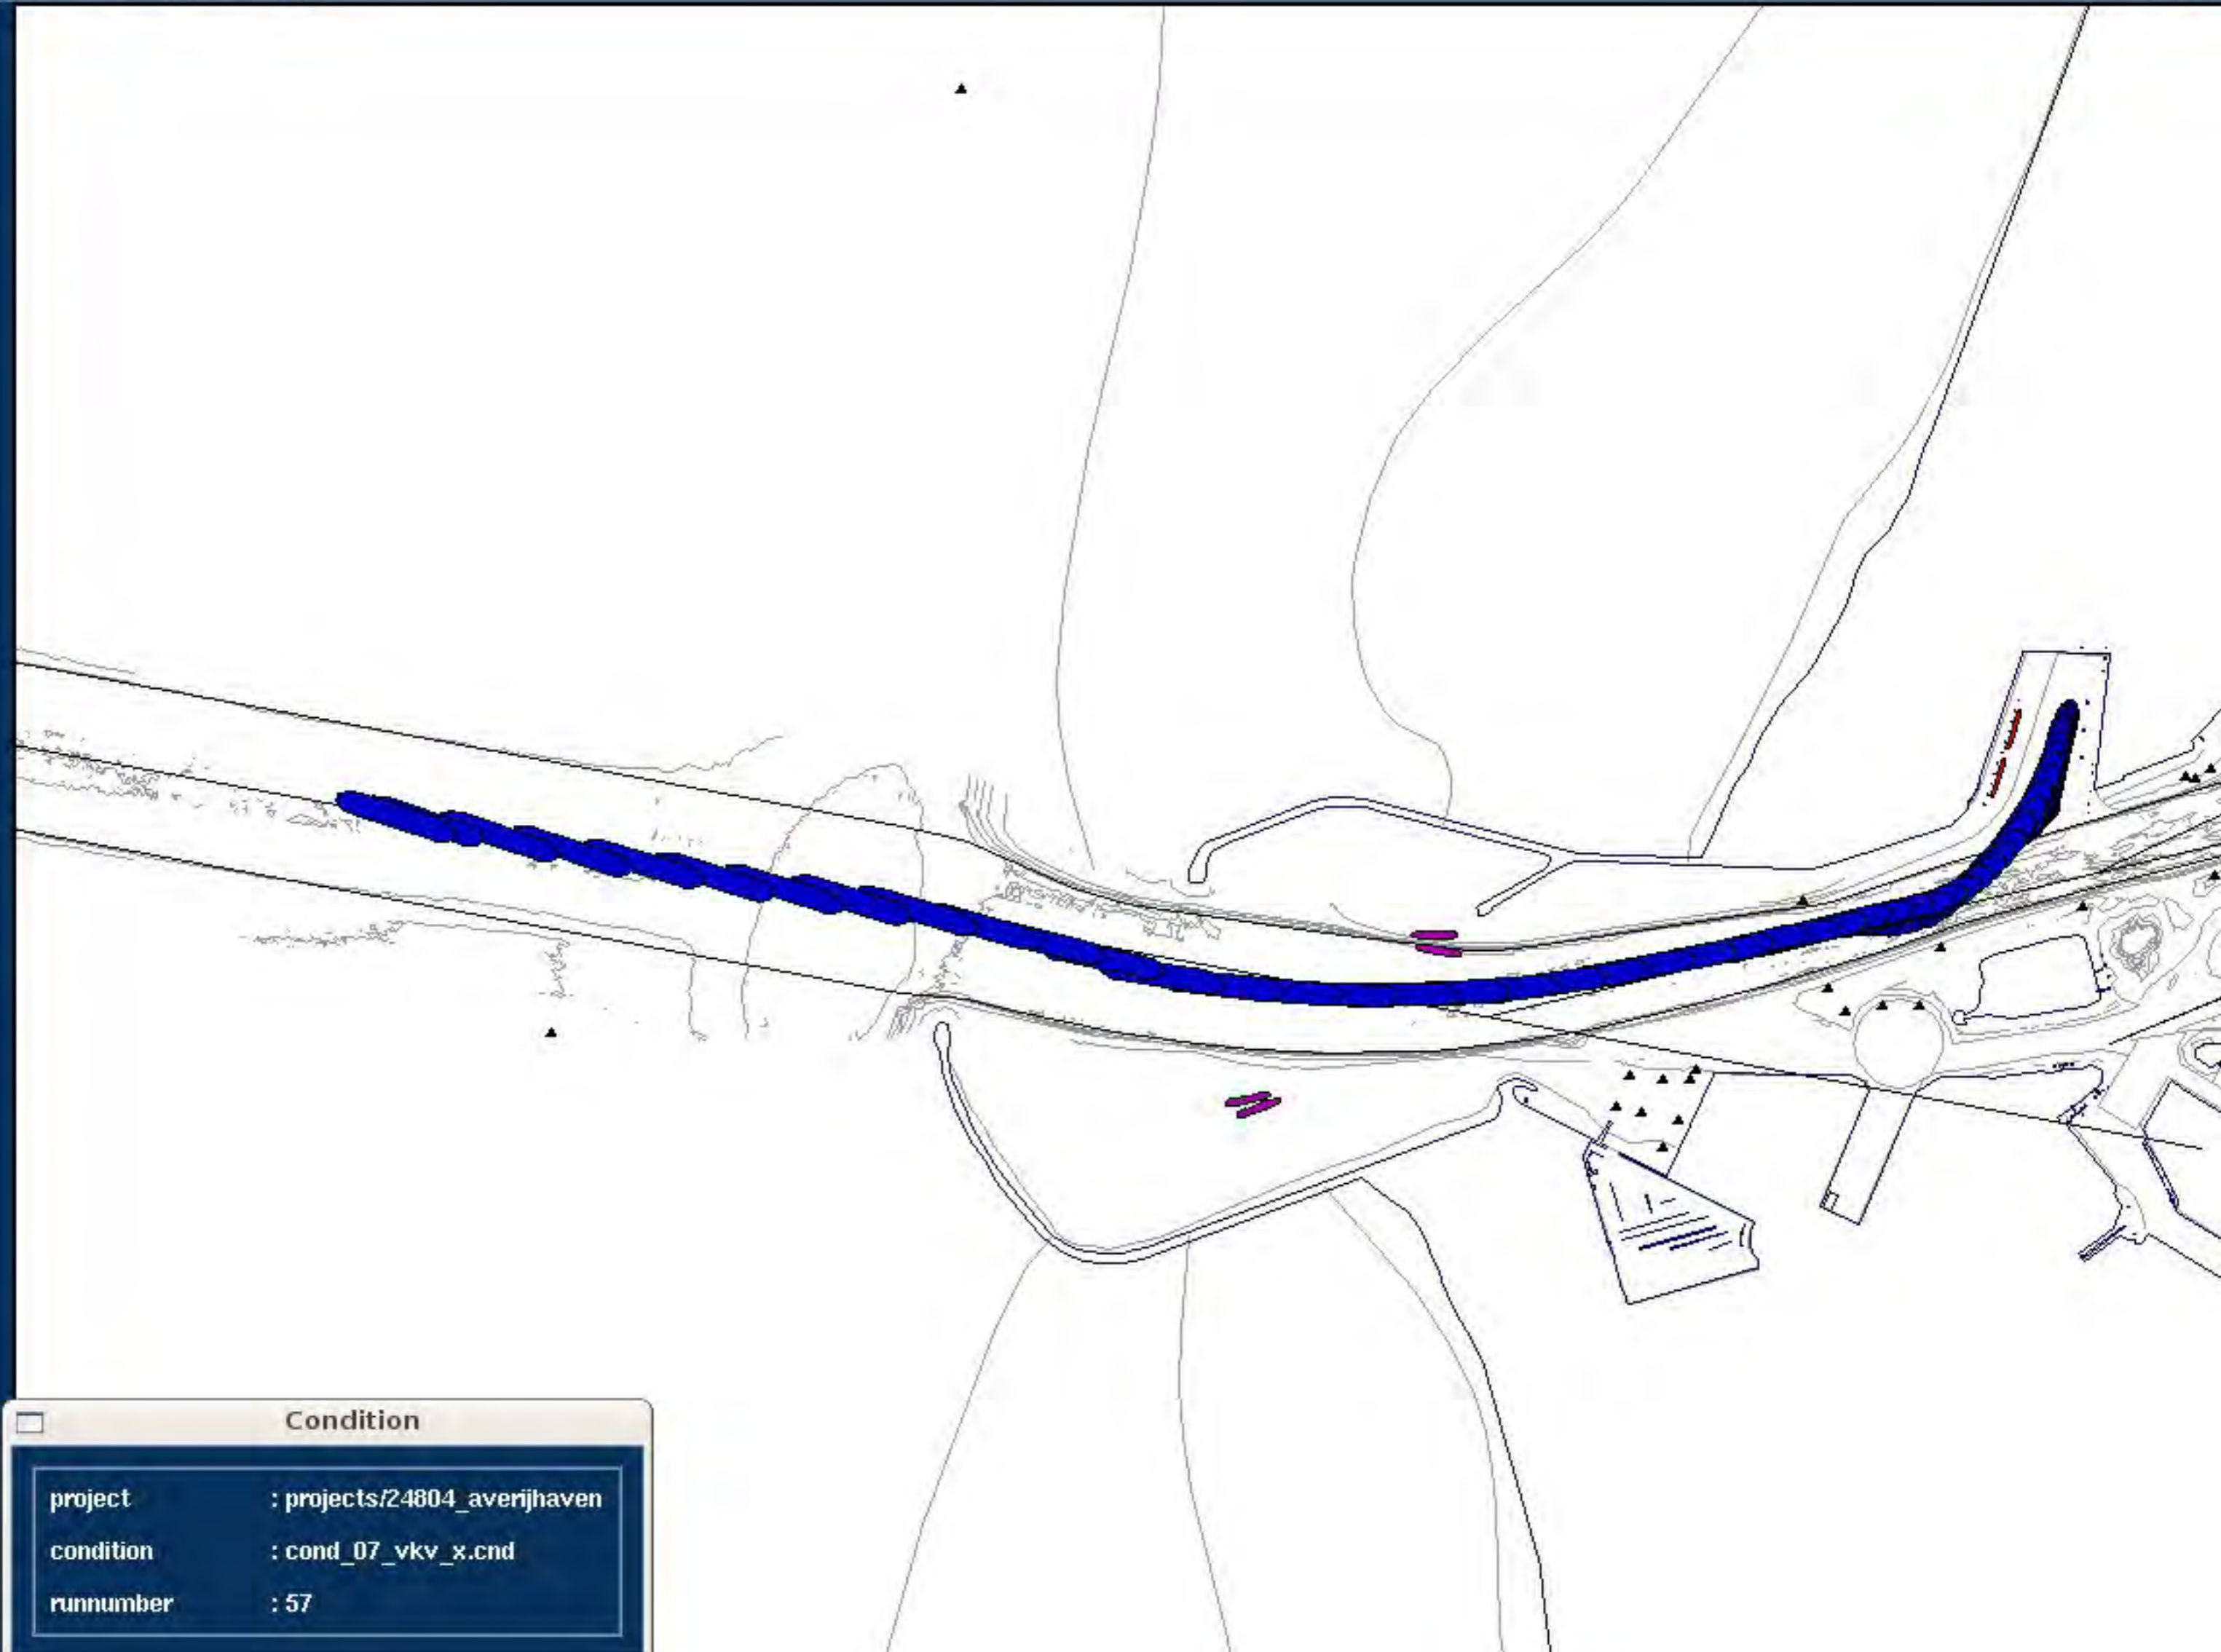 Condition
project : projects/24804_averijhaven
condition : cond_07_vkv_x.cnd
runnumber : 57